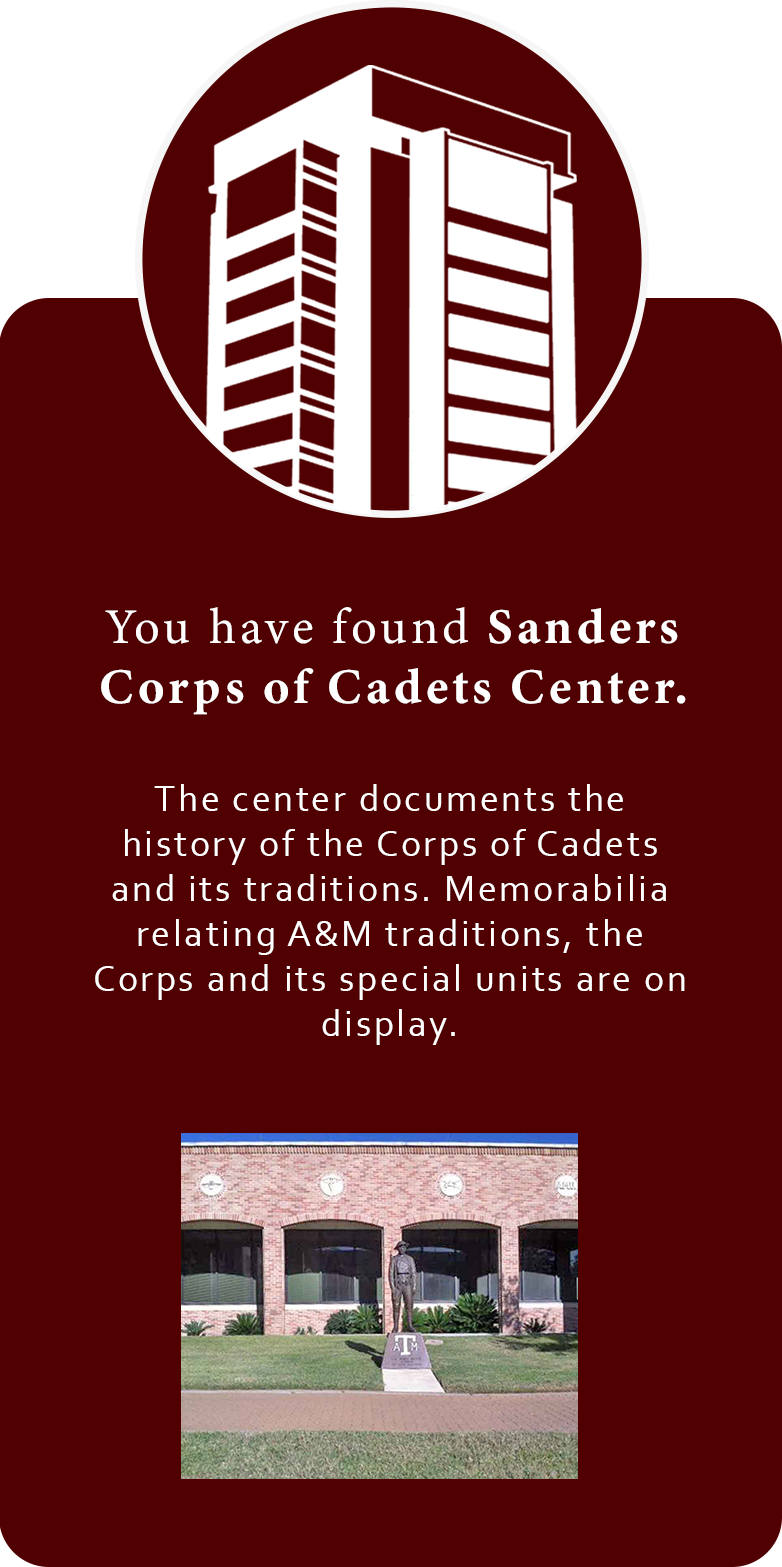 You have found Sanders
Corps of Cadets Center.
The center documents the
history of the Corps of Cadets
and its traditions. Memorabilia
relating A&M traditions, the
Corps and its special units are on
display.
ATM